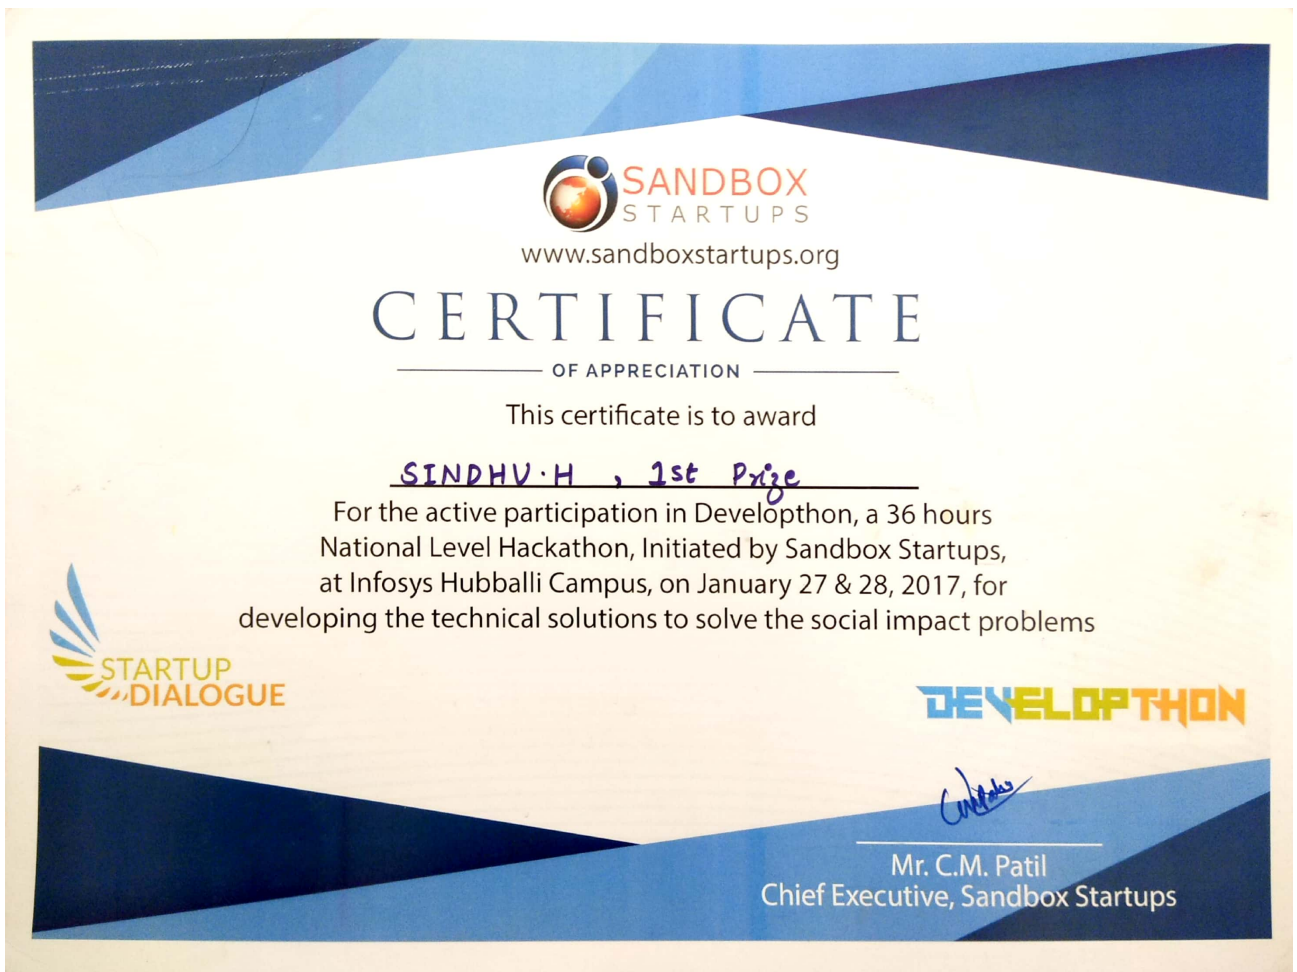 SANDBOX
STARTUPS
www.sandboxstartups.org
CERTIFICATE
OF APPRECIATION
This certificate is to award
SINDHU.H , 1st Prize
For the active participation in Developthon, a 36 hours
National Level Hackathon, Initiated by Sandbox Startups,
at Infosys Hubballi Campus, on January 27 & 28, 2017, for
developing the technical solutions to solve the social impact problems
STARTUP
DIALOGUE
DEVELOPTHON
Mr. C.M. Patil
Chief Executive, Sandbox Startups